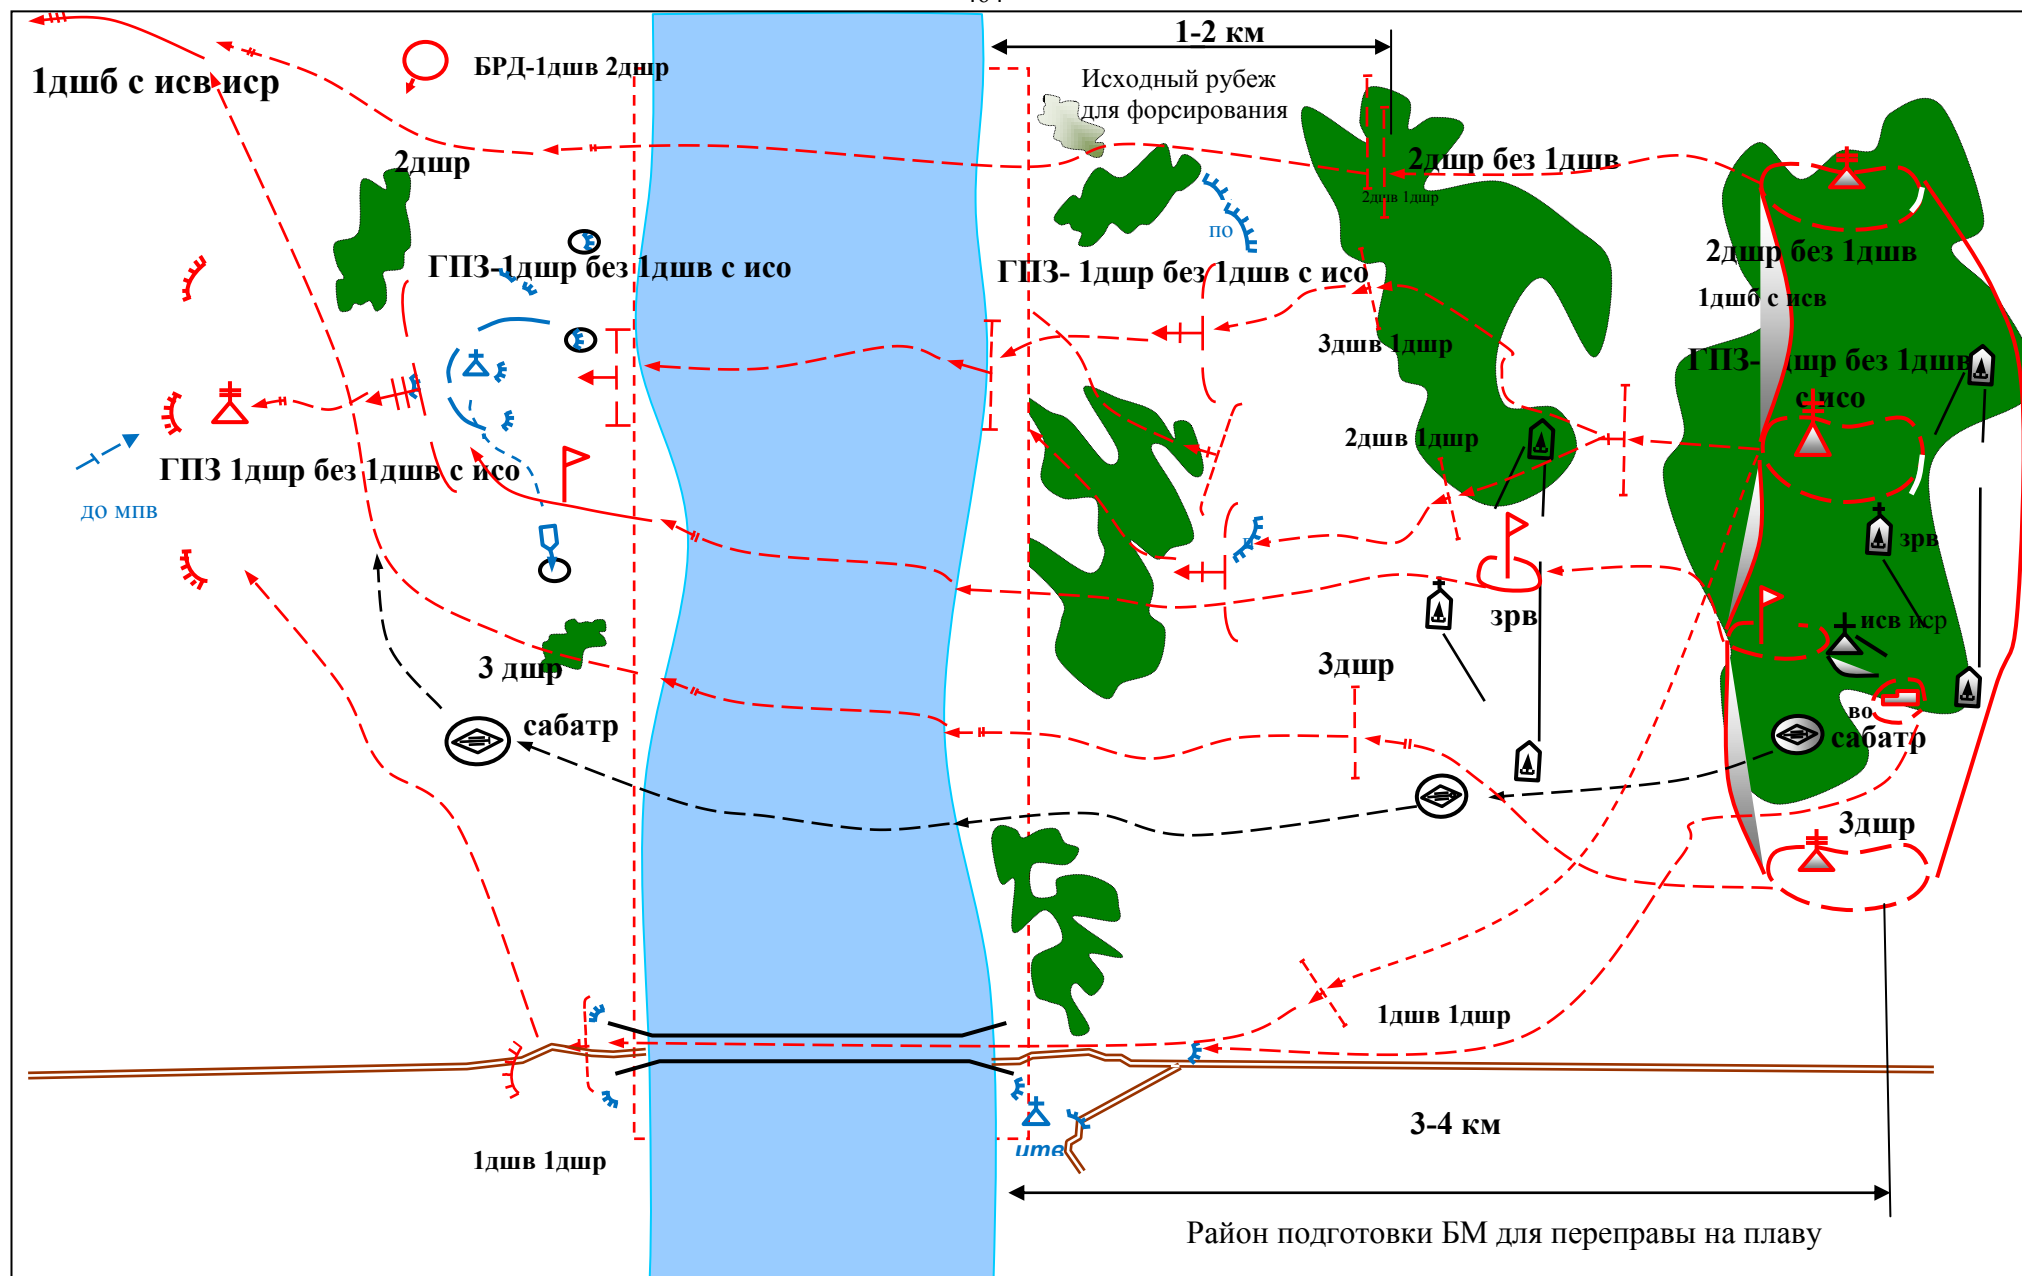 1-2 км
1дшб с исв иср
БРД-1дшв 2дшр
Исходный рубеж
для форсирования
2дшр
2дшр без 1дшв
2дшв 1дшр
по
2дшр без 1дшв
ГПЗ-1дшр без 1дшв с исо
ГПЗ- 1дшр без 1дшв с исо
1дшб с исв
3дшв 1дшр
ГПЗ-1дшр без 1дшв
с исо
2дшв 1дшр
ГПЗ 1дшр без 1дшв с исо
до мпв
зрв
зрв
исв иср
3 дшр
3дшр
во
сабатр
сабатр
3дшр
1дшв 1дшр
3-4 км
итв
1дшв 1дшр
Район подготовки БМ для переправы на плаву